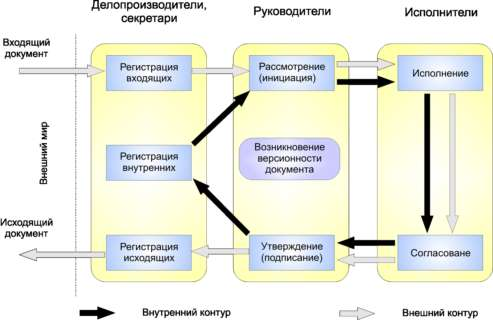 Делопроизводители,
секретари
Руководители
Исполнители
Входящий
документ
Регистрация
входящих
Рассмотрение
(инициация)
Исполнение
Внешний мир
Регистрация
внутренних
Возникновение
версионности
документа
Исходящий
документ
Регистрация
исходящих
Утверждение
(подписание)
Согласоване
Внутренний контур
Внешний контур